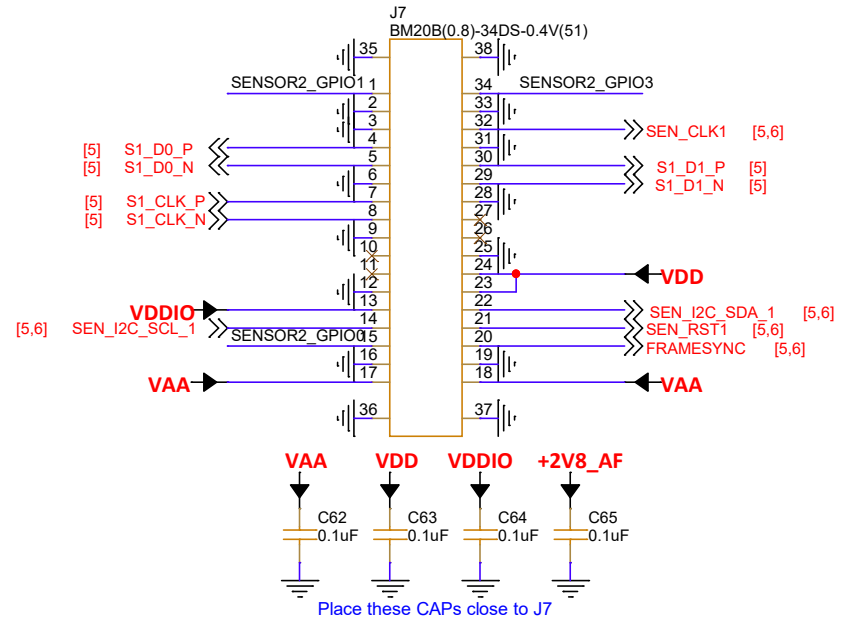 J7
BM20B(0.8)-34DS-0.4V(51)
35 38
SENSOR2_GPIO1 1 34 SENSOR2_GPIO3
2 33
3 32 SEN_CLK1 [5,6]
[5] S1_D0_P 4 31
[5] S1_D0_N 5 30 S1_D1_P [5]
6 29 S1_D1_N [5]
[5] S1_CLK_P 7 28
[5] S1_CLK_N 8 27
9 26
10 25
11 24 VDD
12 23
VDDIO 13 22 SEN_I2C_SDA_1 [5,6]
[5,6] SEN_I2C_SCL_1 14 21 SEN_RST1 [5,6]
SENSOR2_GPIO0 15 20 FRAMESYNC [5,6]
16 19
VAA 17 18 VAA
36 37
VAA VDD VDDIO +2V8_AF
C62 C63 C64 C65
0.1uF 0.1uF 0.1uF 0.1uF
Place these CAPs close to J7